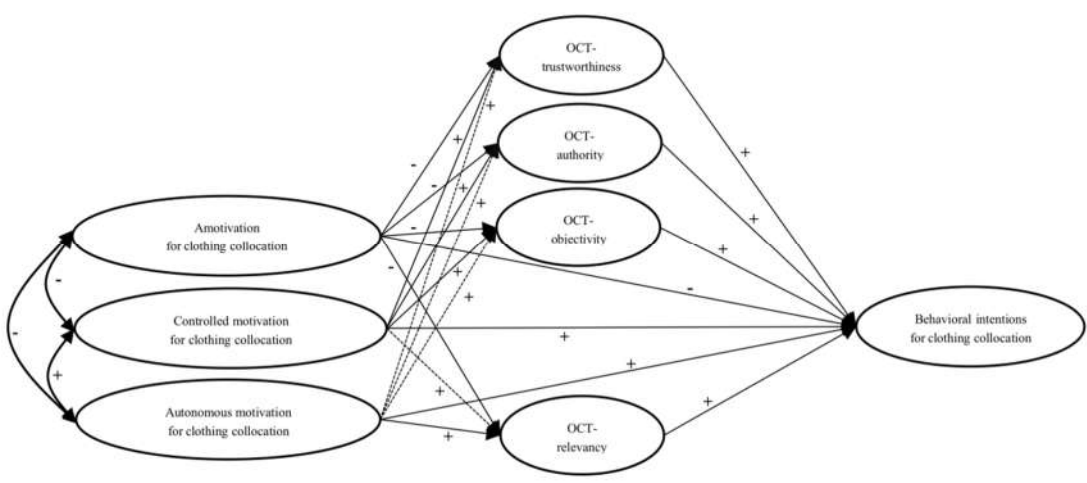 OCT-
trustworthiness
+
-
+
+
OCT-
authority
-
+
+
+
-
OCT-
objectivity
+
Amotivation
for clothing collocation
-
+
-
+
-
Controlled motivation
for clothing collocation
+
Behavioral intentions
for clothing collocation
-
+
+
+
+
Autonomous motivation
for clothing collocation
+
+
OCT-
relevancy